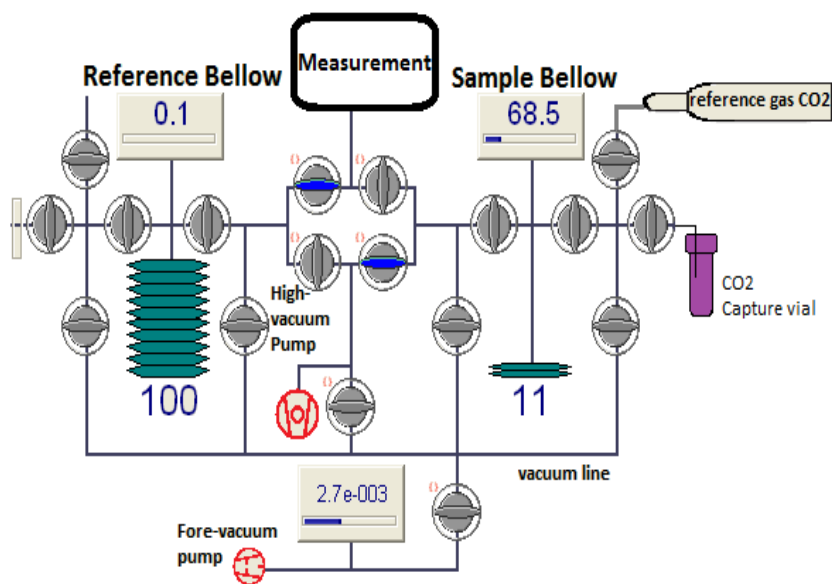 Measurement
Reference Bellow
Sample Bellow
reference gas CO2
0.1
68.5
()
()
()
()
High-
vacuum
Pump
CO2
Capture vial
100
11
()
vacuum line
2.7e-003
()
Fore-vacuum
pump